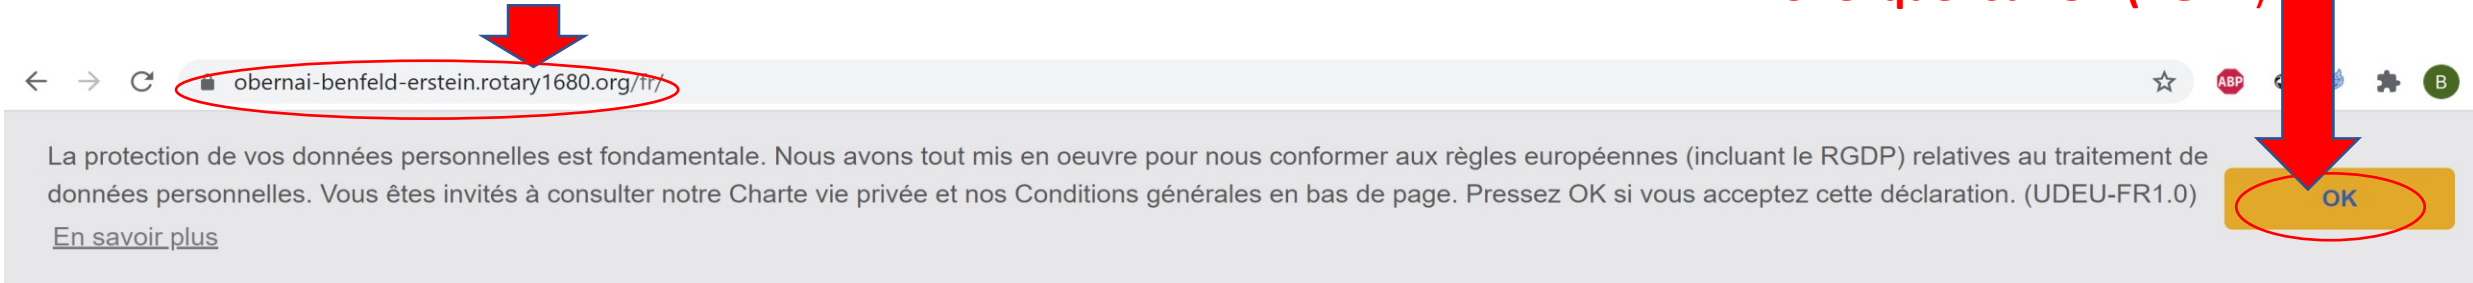 obernai-benfeld-erstein.rotary1680.org/fr/
ABP
B
La protection de vos données personnelles est fondamentale. Nous avons tout mis en oeuvre pour nous conformer aux règles européennes (incluant le RGDP) relatives au traitement de
données personnelles. Vous êtes invités à consulter notre Charte vie privée et nos Conditions générales en bas de page. Pressez OK si vous acceptez cette déclaration. (UDEU-FR1.0)
OK
En savoir plus